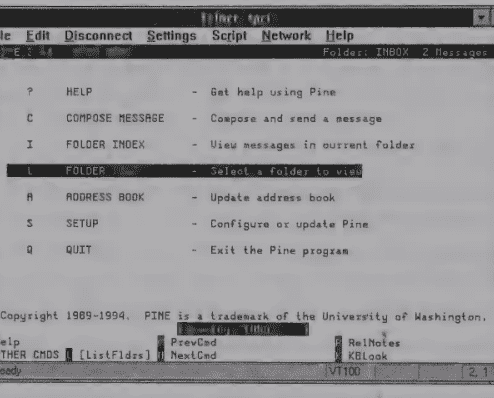 le Edit Disconnect Settings Script Network Help
Folder: INBOX 2 Messages
? HELP - Get help using Pine
C COMPOSE MESSAGE - Compose and send a message
I FOLDER INDEX - View messages in current folder
L FOLDER - Select a folder to view
A ADDRESS BOOK - Update address book
S SETUP - Configure or update Pine
Q QUIT - Exit the Pine program
Copyright 1989-1994. PINE is a trademark of the University of Washington.
elp PrevCmd R RelNotes
THER CMDS L [ListFldrs] N NextCmd K KBLock
eady VT100 2, 1